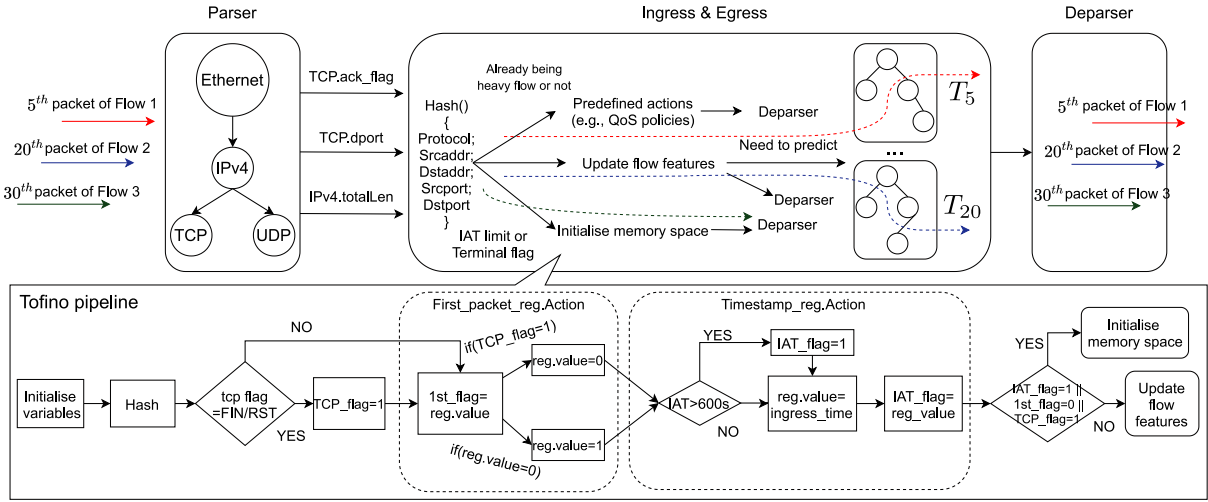 Parser
Ingress & Egress
Deparser
Ethernet
IPv4
TCP
UDP
5th packet of Flow 1
20th packet of Flow 2
30th packet of Flow 3
TCP.ack_flag
TCP.dport
IPv4.totalLen
Hash()
{
Protocol;
Srcaddr;
Dstaddr;
Srcport;
Dstport
}
Already being
heavy flow or not
Predefined actions
(e.g., QoS policies)
Deparser
Update flow features
Need to predict
Deparser
Initialise memory space
Deparser
IAT limit or
Terminal flag
T5
...
T20
5th packet of Flow 1
20th packet of Flow 2
30th packet of Flow 3
Tofino pipeline
Initialise
variables
Hash
tcp flag
=FIN/RST
NO
YES
TCP_flag=1
First_packet_reg.Action
if(TCP_flag=1)
1st_flag=
reg.value
if(reg.value=0)
reg.value=0
reg.value=1
Timestamp_reg.Action
IAT>600s
YES
NO
IAT_flag=1
reg.value=
ingress_time
IAT_flag=
reg_value
IAT_flag=1 ||
1st_flag=0 ||
TCP_flag=1
YES
NO
Initialise
memory space
Update
flow
features